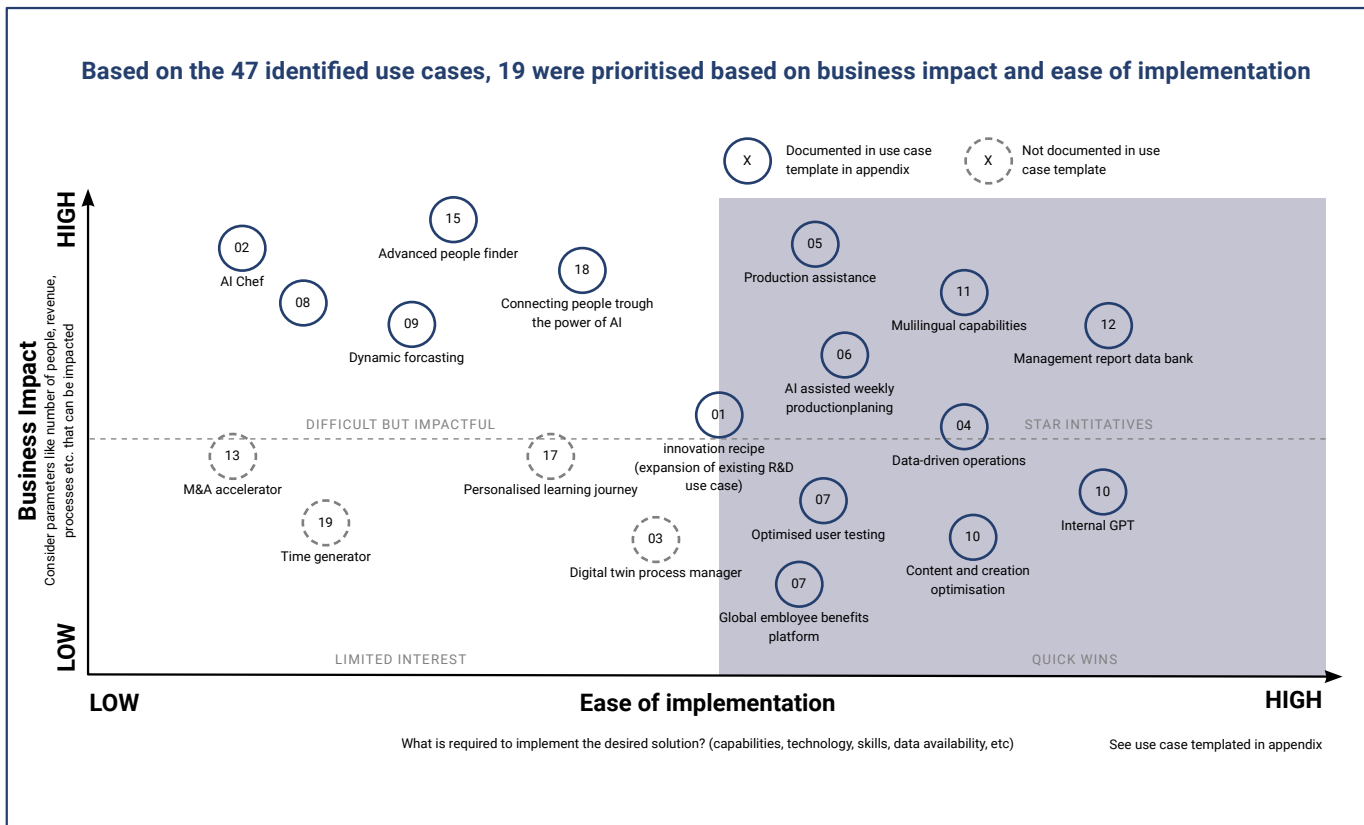 Based on the 47 identified use cases, 19 were prioritised based on business impact and ease of implementation
X
Documented in use case
template in appendix
X
Not documented in use
case template
HIGH
Business Impact
Consider parameters like number of people, revenue,
processes etc. that can be impacted
LOW
02
AI Chef
08
15
Advanced people finder
09
Dynamic forcasting
18
Connecting people trough
the power of AI
DIFFICULT BUT IMPACTFUL
05
Production assistance
11
Mulilingual capabilities
12
Management report data bank
06
AI assisted weekly
productionplaning
01
innovation recipe
(expansion of existing R&D
use case)
04
Data-driven operations
STAR INTITATIVES
13
M&A accelerator
19
Time generator
17
Personalised learning journey
03
Digital twin process manager
LIMITED INTEREST
07
Optimised user testing
10
Internal GPT
10
Content and creation
optimisation
07
Global embloyee benefits
platform
QUICK WINS
LOW
Ease of implementation
HIGH
What is required to implement the desired solution? (capabilities, technology, skills, data availability, etc)
See use case templated in appendix